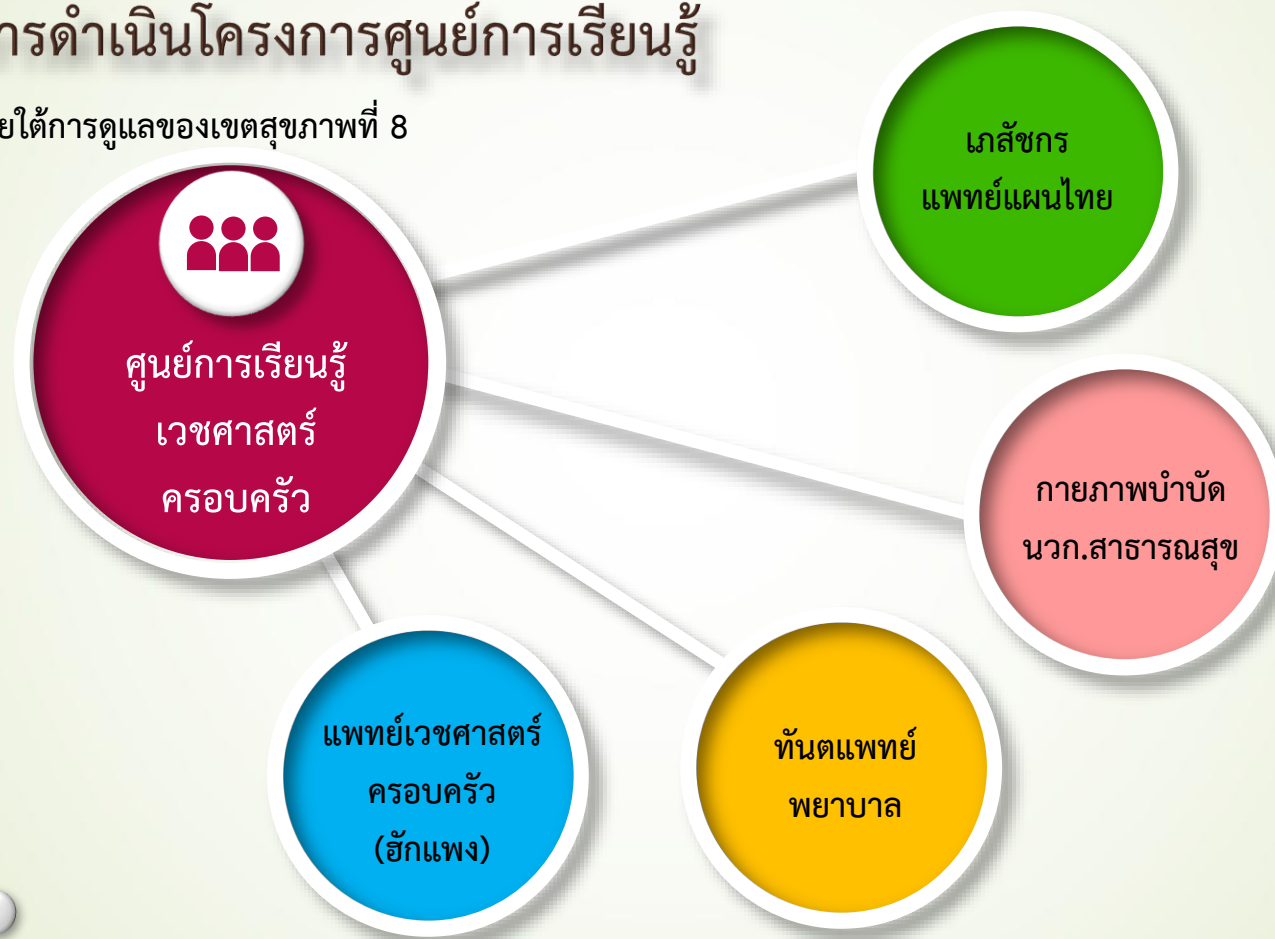 ารดำเนินโครงการศูนย์การเรียนรู้
ยใต้การดูแลของเขตสุขภาพที่ 8
ศูนย์การเรียนรู้
เวชศาสตร์
ครอบครัว
เภสัชกร
แพทย์แผนไทย
กายภาพบำบัด
นวก.สาธารณสุข
ทันตแพทย์
พยาบาล
แพทย์เวชศาสตร์
ครอบครัว
(ฮักแพง)